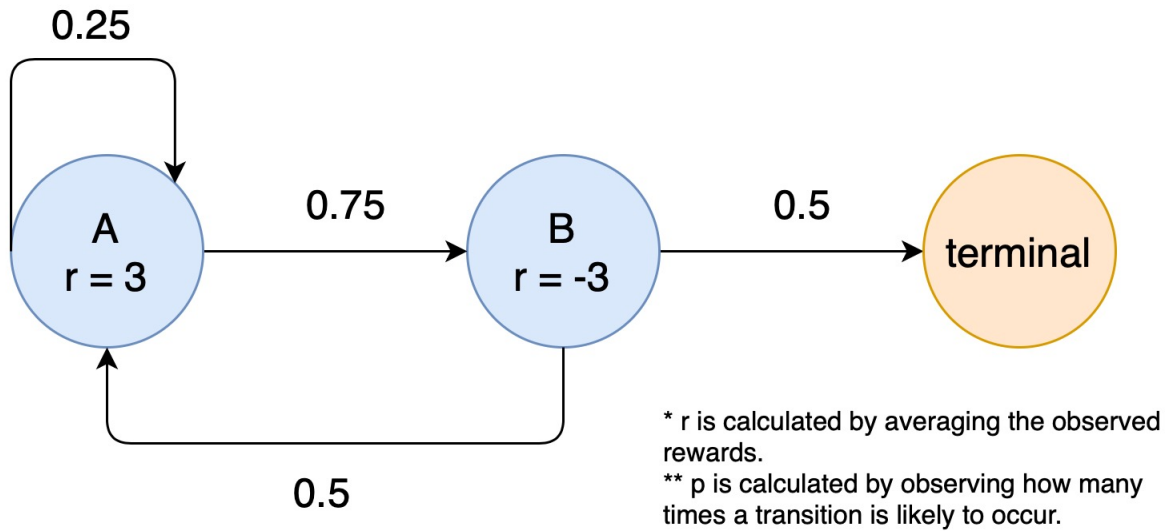 0.25
0.75
0.5
A
r = 3
B
r = -3
terminal
0.5
* r is calculated by averaging the observed
rewards.
** p is calculated by observing how many
times a transition is likely to occur.